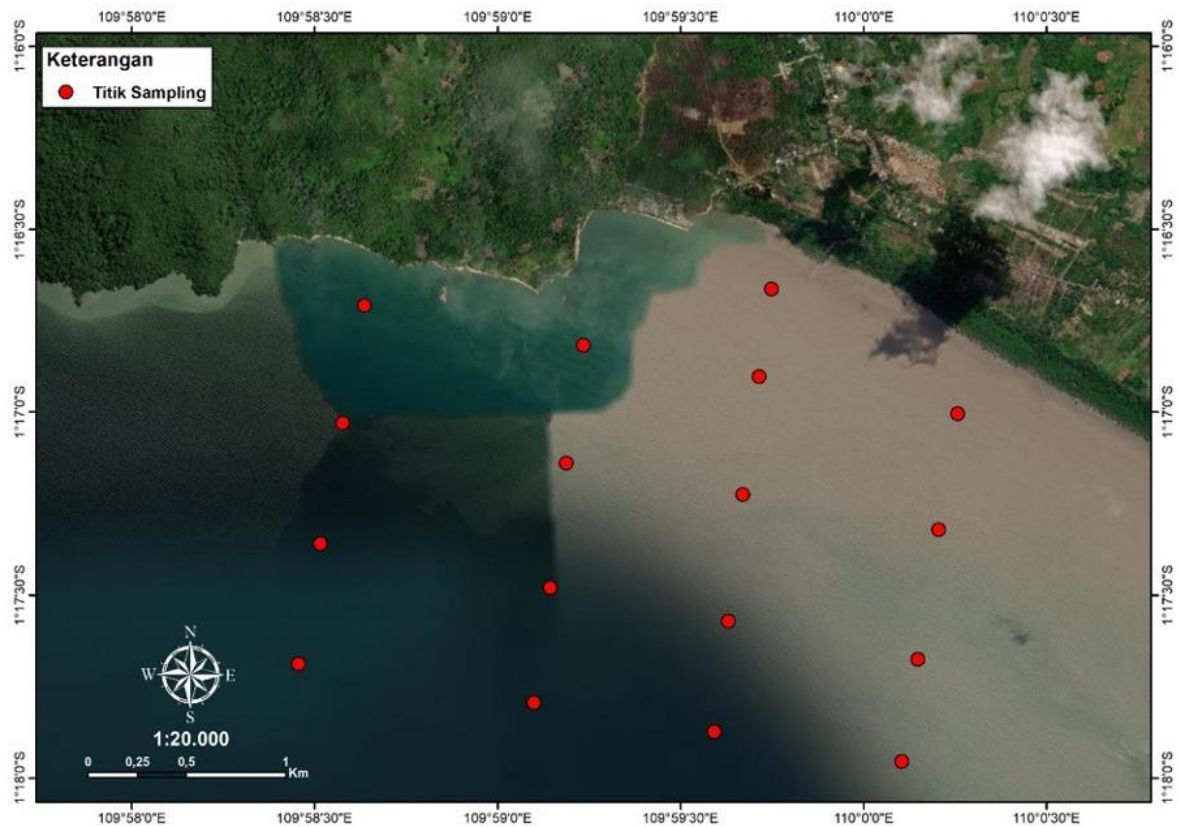 109°58'0"E 109°58'30"E 109°59'0"E 109°59'30"E 110°0'0"E 110°0'30"E
1°16'0"S 1°16'0"S
Keterangan
Titik Sampling
1°16'30"S 1°16'30"S
1°17'0"S 1°17'0"S
1°17'30"S 1°17'30"S
N
W E
S
1:20.000
0 0,25 0,5 1
Km
1°18'0"S 1°18'0"S
109°58'0"E 109°58'30"E 109°59'0"E 109°59'30"E 110°0'0"E 110°0'30"E